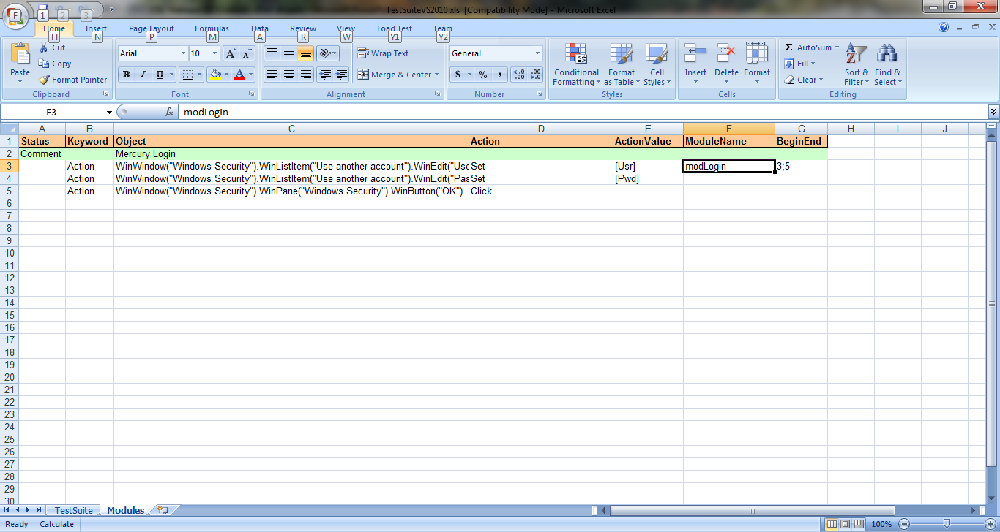 TestSuiteVS2010.xls [Compatibility Mode] - Microsoft Excel
F 1 2 3
Home Insert Page Layout Formulas Data Review View Load Test Team
H N P M A R W Y1 Y2
Paste Cut Copy Format Painter
Clipboard
Arial 10 A A
B I U A
Font
Wrap Text
Merge & Center
Alignment
General
$ % , .00 .0
Number
Conditional Formatting Format as Table Cell Styles
Styles
Insert Delete Format
Cells
Σ AutoSum Fill Clear Sort & Filter Find & Select
Editing
F3 fx modLogin
A B C D E F G H I J
1 Status Keyword Object Action ActionValue ModuleName BeginEnd
2 Comment Mercury Login
3 Action WinWindow("Windows Security").WinListItem("Use another account").WinEdit("Use Set [Usr] modLogin 3;5
4 Action WinWindow("Windows Security").WinListItem("Use another account").WinEdit("Pas Set [Pwd]
5 Action WinWindow("Windows Security").WinPane("Windows Security").WinButton("OK") Click
6
7
8
9
10
11
12
13
14
15
16
17
18
19
20
21
22
23
24
25
26
27
28
29
30
TestSuite Modules
Ready Calculate 100%